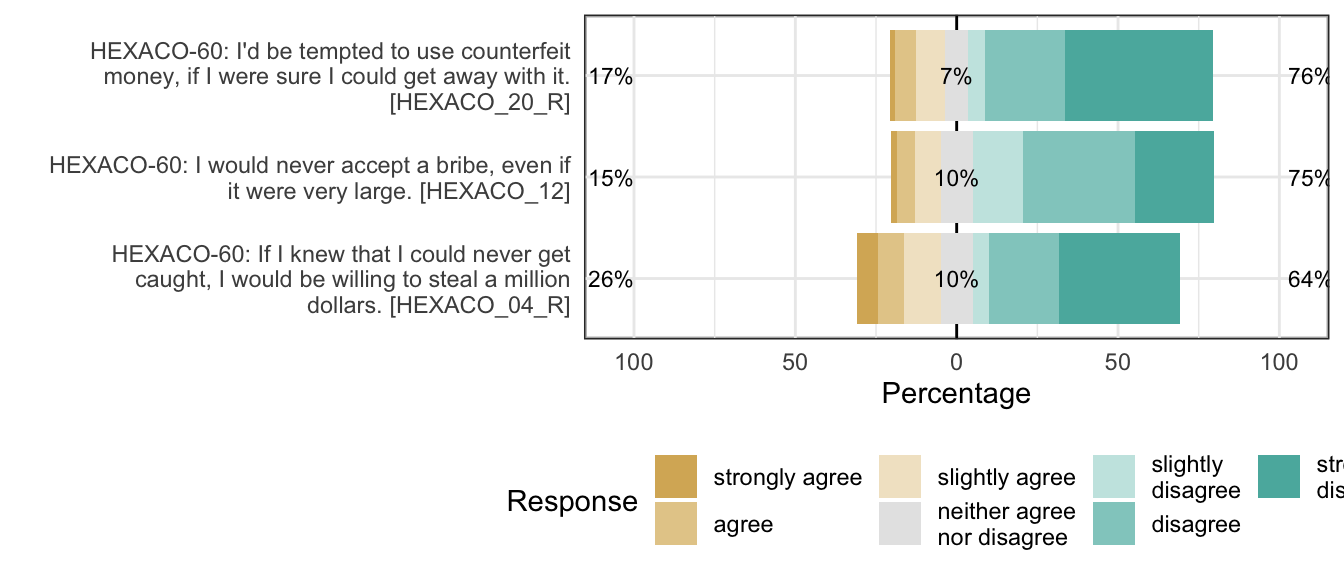 HEXACO-60: I'd be tempted to use counterfeit
money, if I were sure I could get away with it.
[HEXACO_20_R]
17%
7%
76%
HEXACO-60: I would never accept a bribe, even if
it were very large. [HEXACO_12]
15%
10%
75%
HEXACO-60: If I knew that I could never get
caught, I would be willing to steal a million
dollars. [HEXACO_04_R]
26%
10%
64%
100 50 0 50 100
Percentage
Response
strongly agree
agree
slightly agree
neither agree
nor disagree
slightly
disagree
disagree